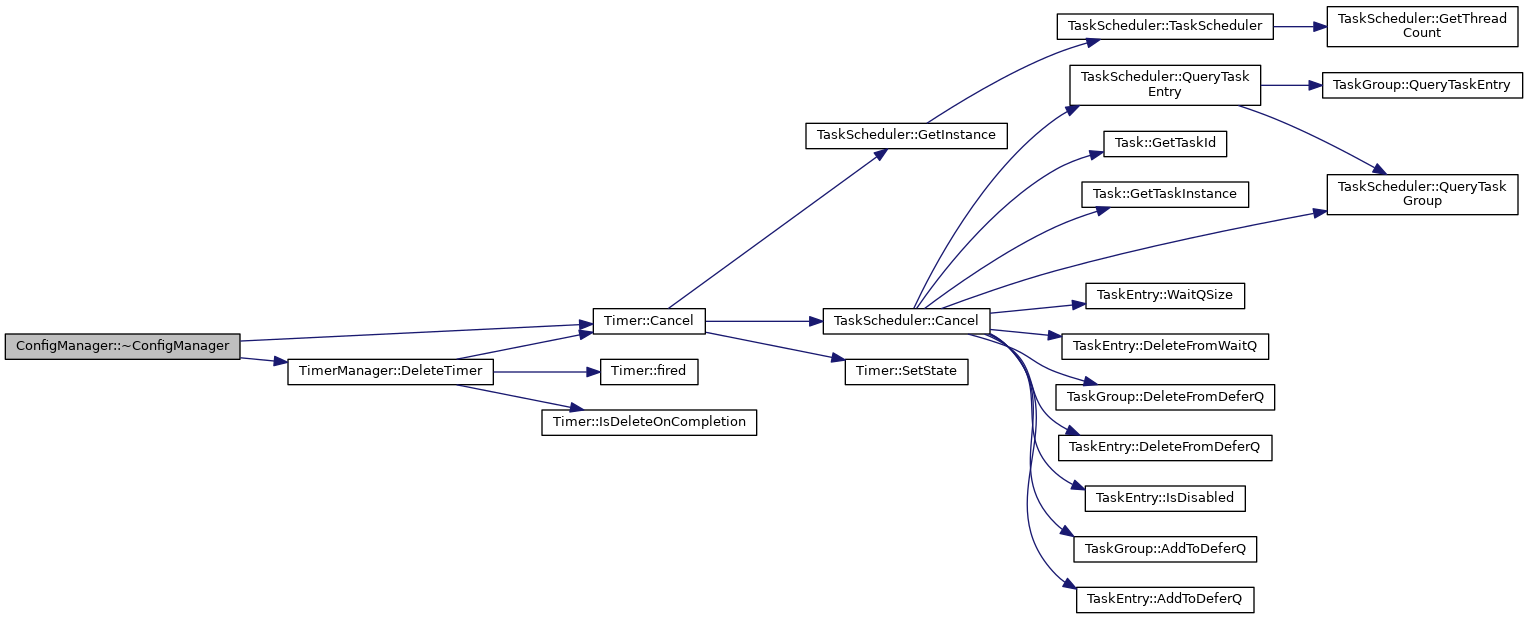 TaskScheduler::TaskScheduler
TaskScheduler::GetThread
Count
TaskScheduler::QueryTask
Entry
TaskGroup::QueryTaskEntry
TaskScheduler::GetInstance
Task::GetTaskId
Task::GetTaskInstance
TaskScheduler::QueryTask
Group
TaskEntry::WaitQSize
Timer::Cancel
TaskScheduler::Cancel
ConfigManager::~ConfigManager
TaskEntry::DeleteFromWaitQ
TimerManager::DeleteTimer
Timer::fired
Timer::SetState
TaskGroup::DeleteFromDeferQ
Timer::IsDeleteOnCompletion
TaskEntry::DeleteFromDeferQ
TaskEntry::IsDisabled
TaskGroup::AddToDeferQ
TaskEntry::AddToDeferQ